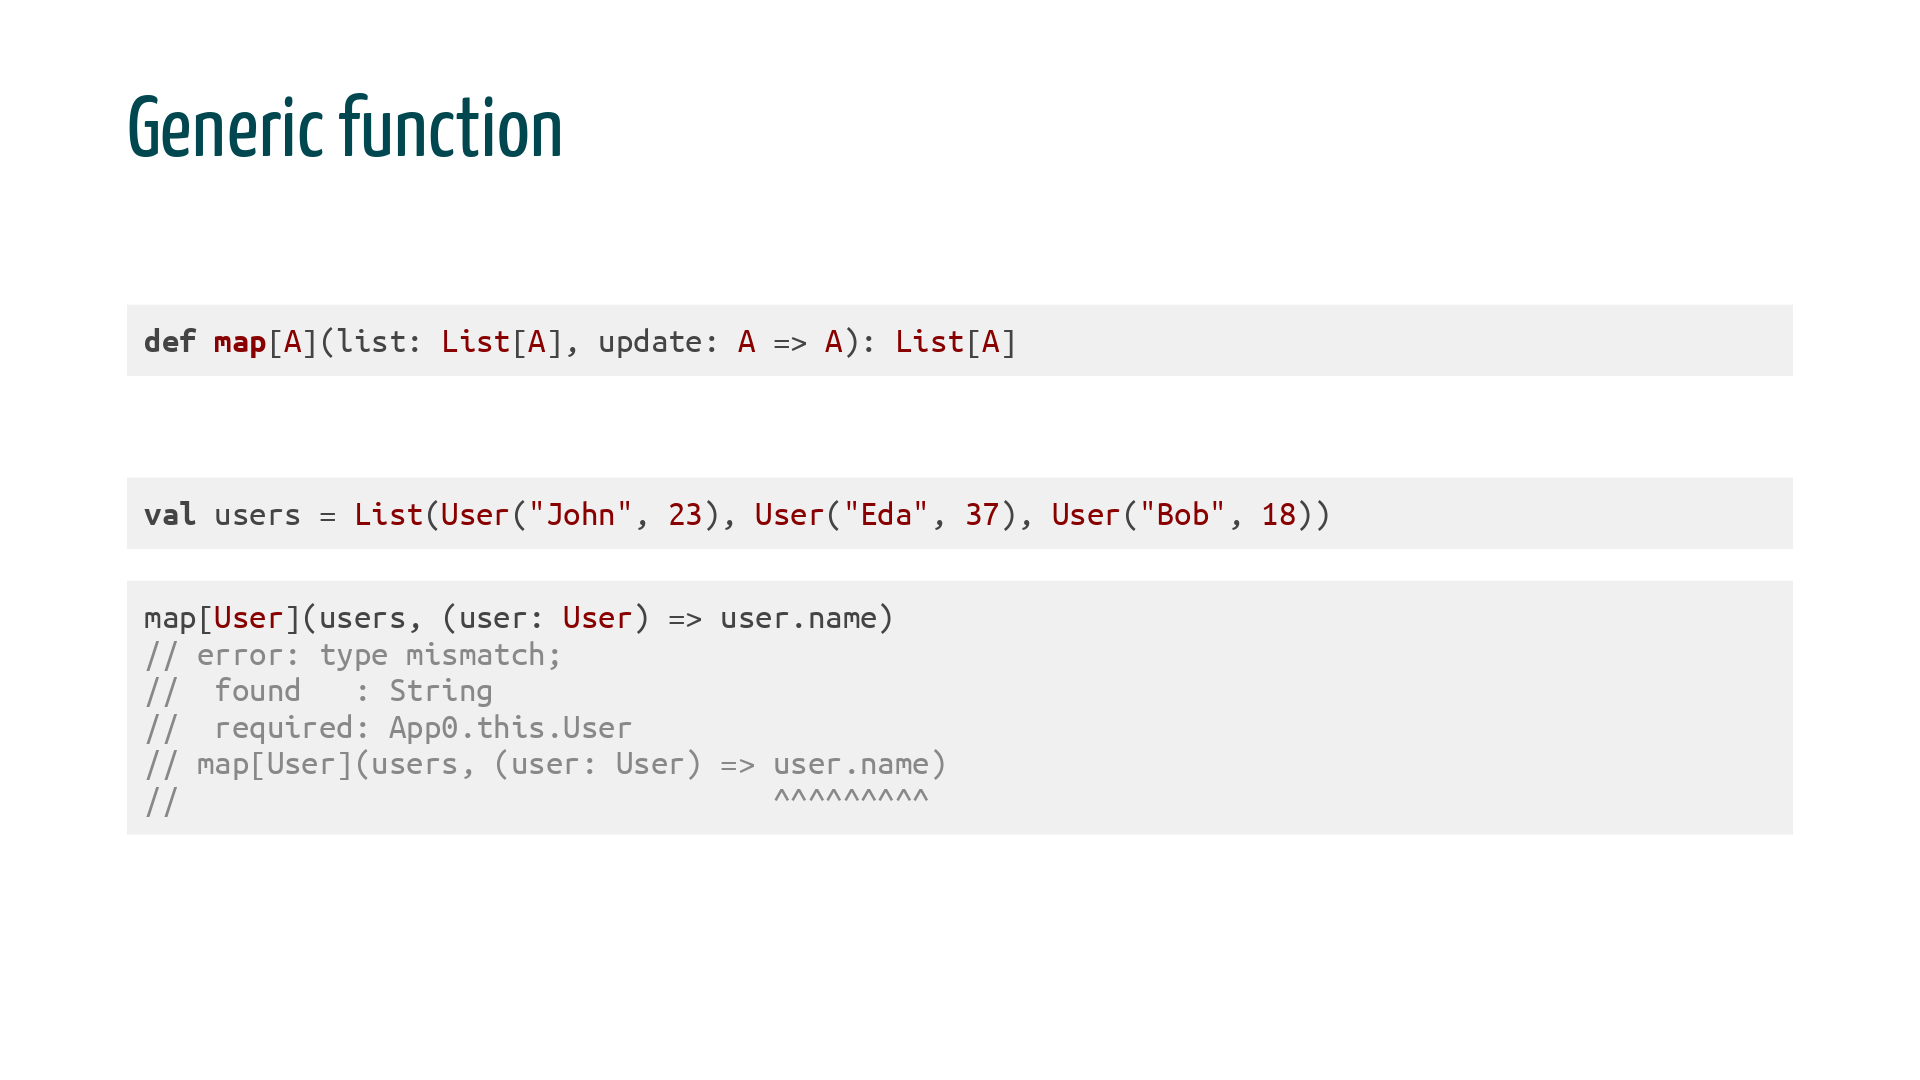 Generic function
def map[A](list: List[A], update: A => A): List[A]
val users = List(User("John", 23), User("Eda", 37), User("Bob", 18))
map[User](users, (user: User) => user.name)
// error: type mismatch;
//  found   : String
//  required: App0.this.User
// map[User](users, (user: User) => user.name)
//                                  ^^^^^^^^^